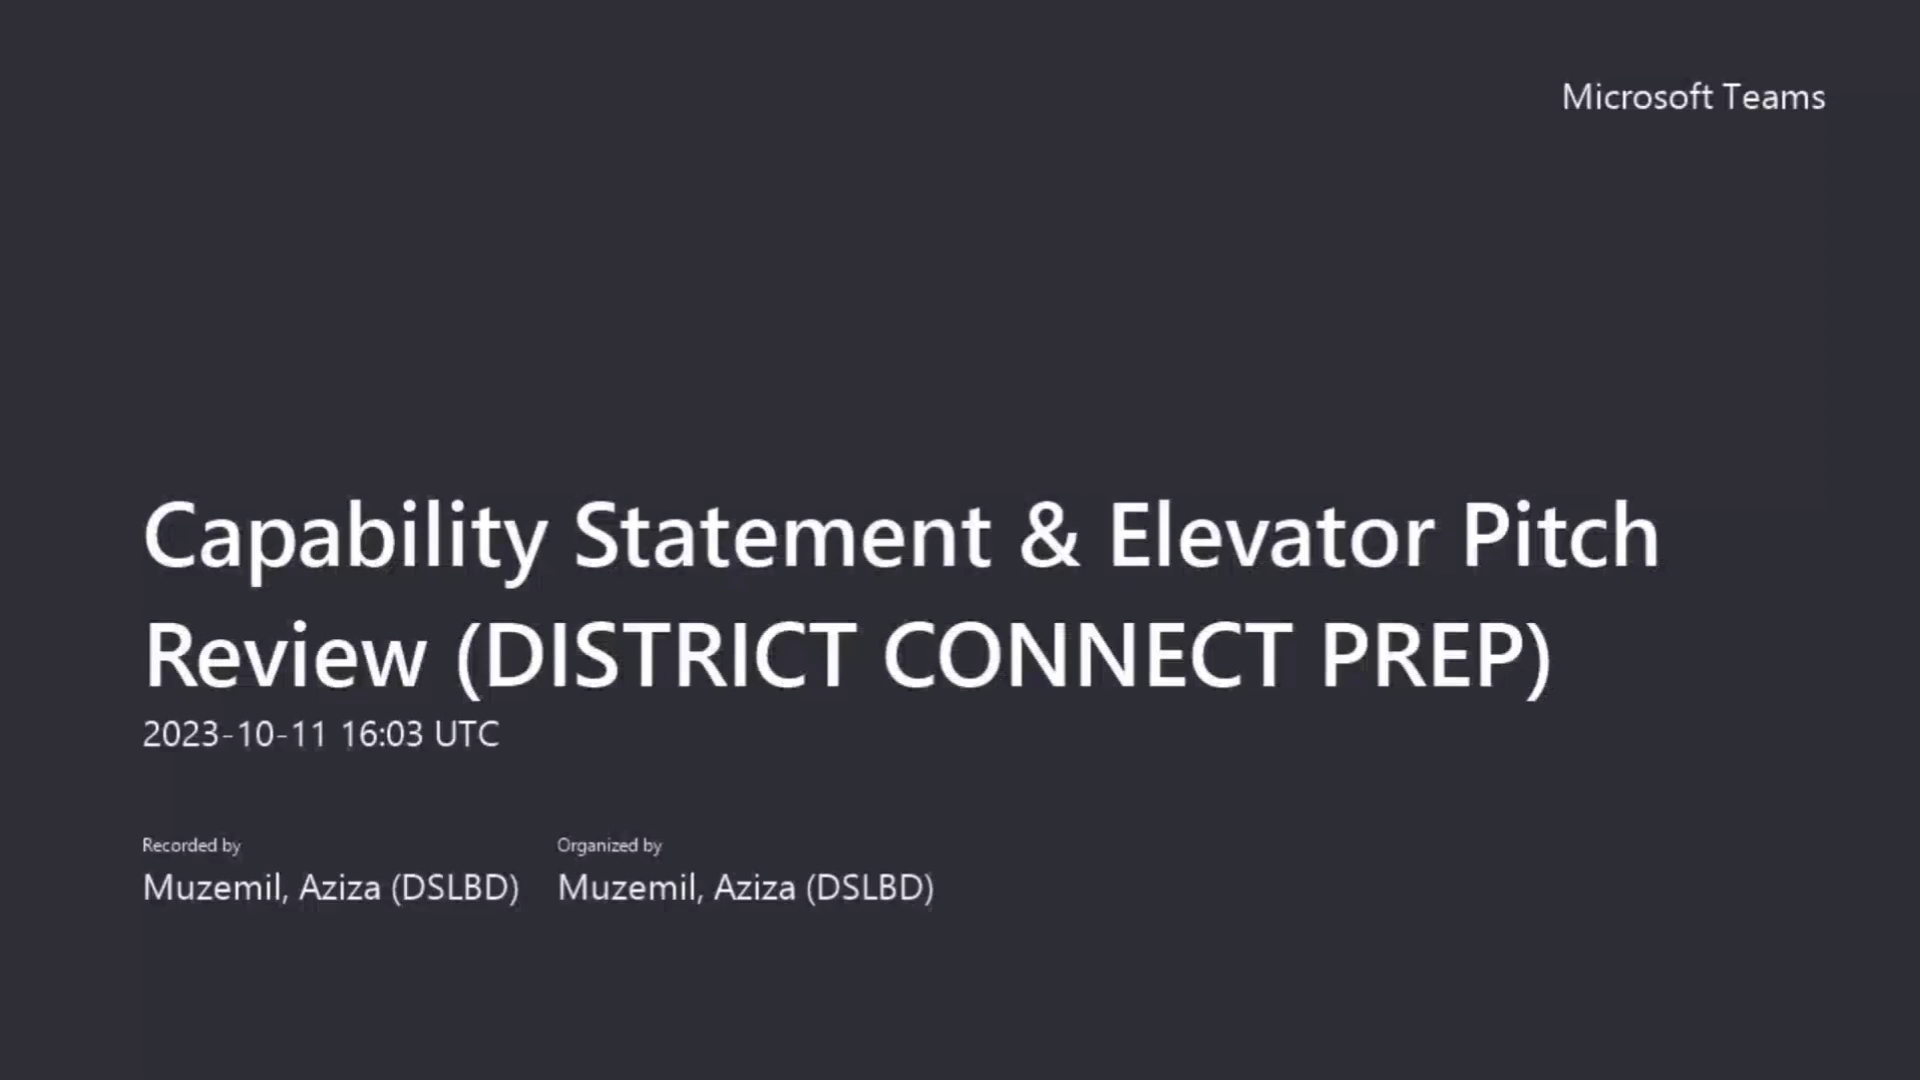 Microsoft Teams
Capability Statement & Elevator Pitch
Review (DISTRICT CONNECT PREP)
2023-10-11 16:03 UTC
Recorded by
Muzemil, Aziza (DSLBD)
Organized by
Muzemil, Aziza (DSLBD)